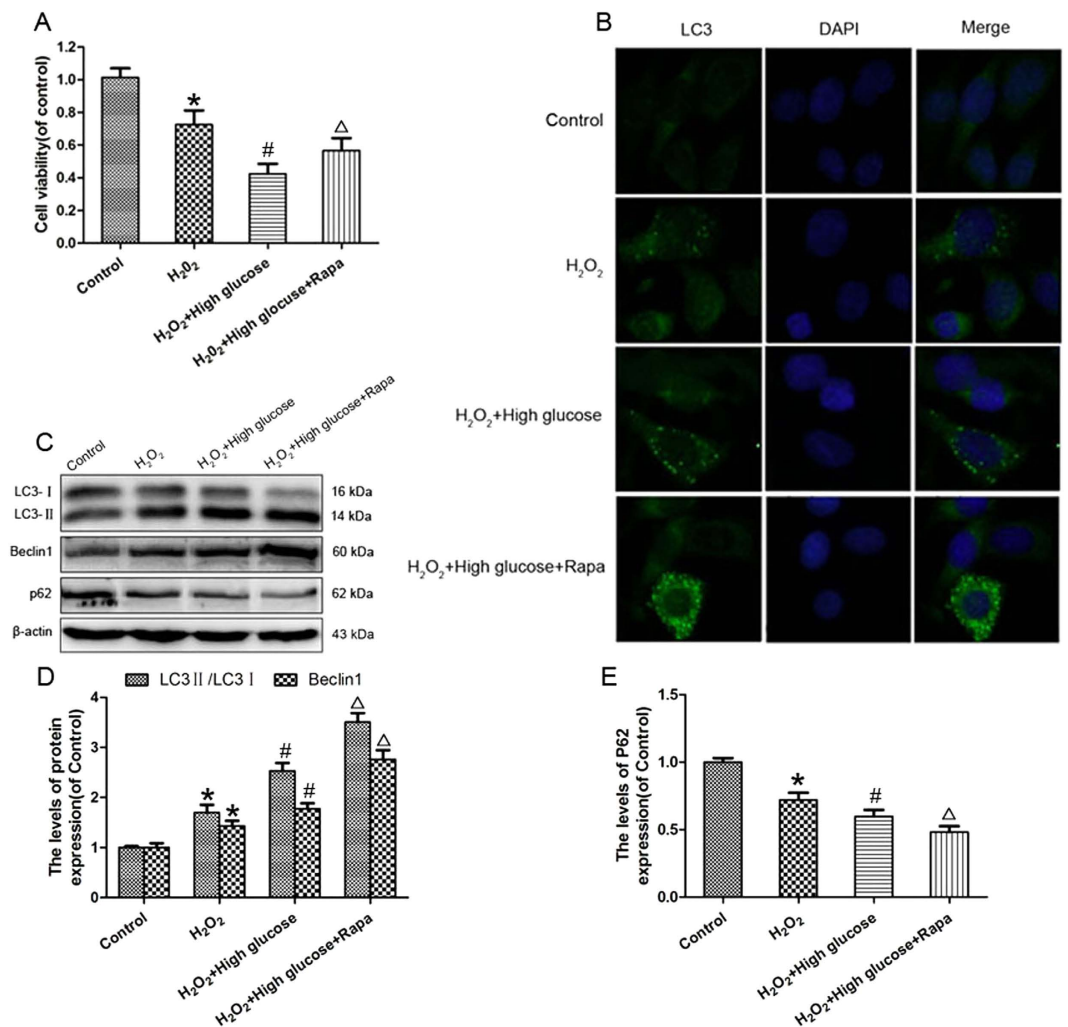 A
Cell viability(of control)
1.2
1.0
0.8
0.6
0.4
0.2
0.0
*
#
△
Control
H₂0₂
H₂O₂+High glucose
H₂0₂+High glocuse+Rapa
B
LC3
DAPI
Merge
Control
H₂O₂
H₂O₂+High glucose
H₂O₂+High glucose+Rapa
C
Control
H₂O₂
H₂O₂+High glucose
H₂O₂+High glucose+Rapa
LC3-Ⅰ
16 kDa
LC3-Ⅱ
14 kDa
Beclin1
60 kDa
p62
62 kDa
β-actin
43 kDa
D
LC3Ⅱ/LC3Ⅰ
Beclin1
The levels of protein
expression(of Control)
4
3
2
1
0
*
*
#
#
△
△
Control
H₂O₂
H₂O₂+High glucose
H₂O₂+High glucose+Rapa
E
The levels of P62
expression(of Control)
1.5
1.0
0.5
0.0
*
#
△
Control
H₂O₂
H₂O₂+High glucose
H₂O₂+High glucose+Rapa